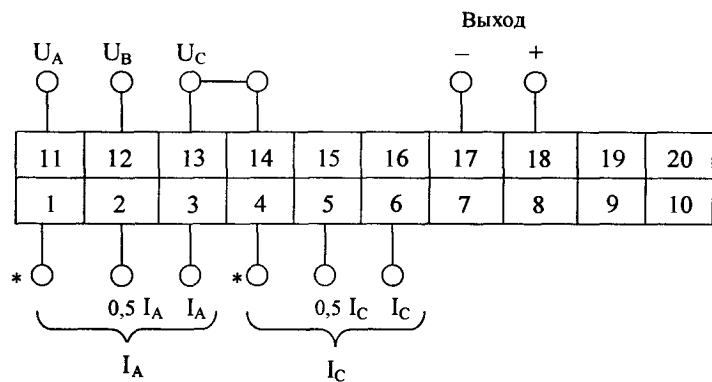 Выход
U_A U_B U_C – +
11 12 13 14 15 16 17 18 19 20
1 2 3 4 5 6 7 8 9 10
* *
0,5 I_A I_A 0,5 I_C I_C
I_A I_C